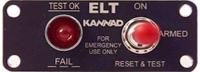 TEST OK ELT ON
KANNAD
ARMED
FOR
EMERGENCY
USE ONLY
FAIL RESET & TEST